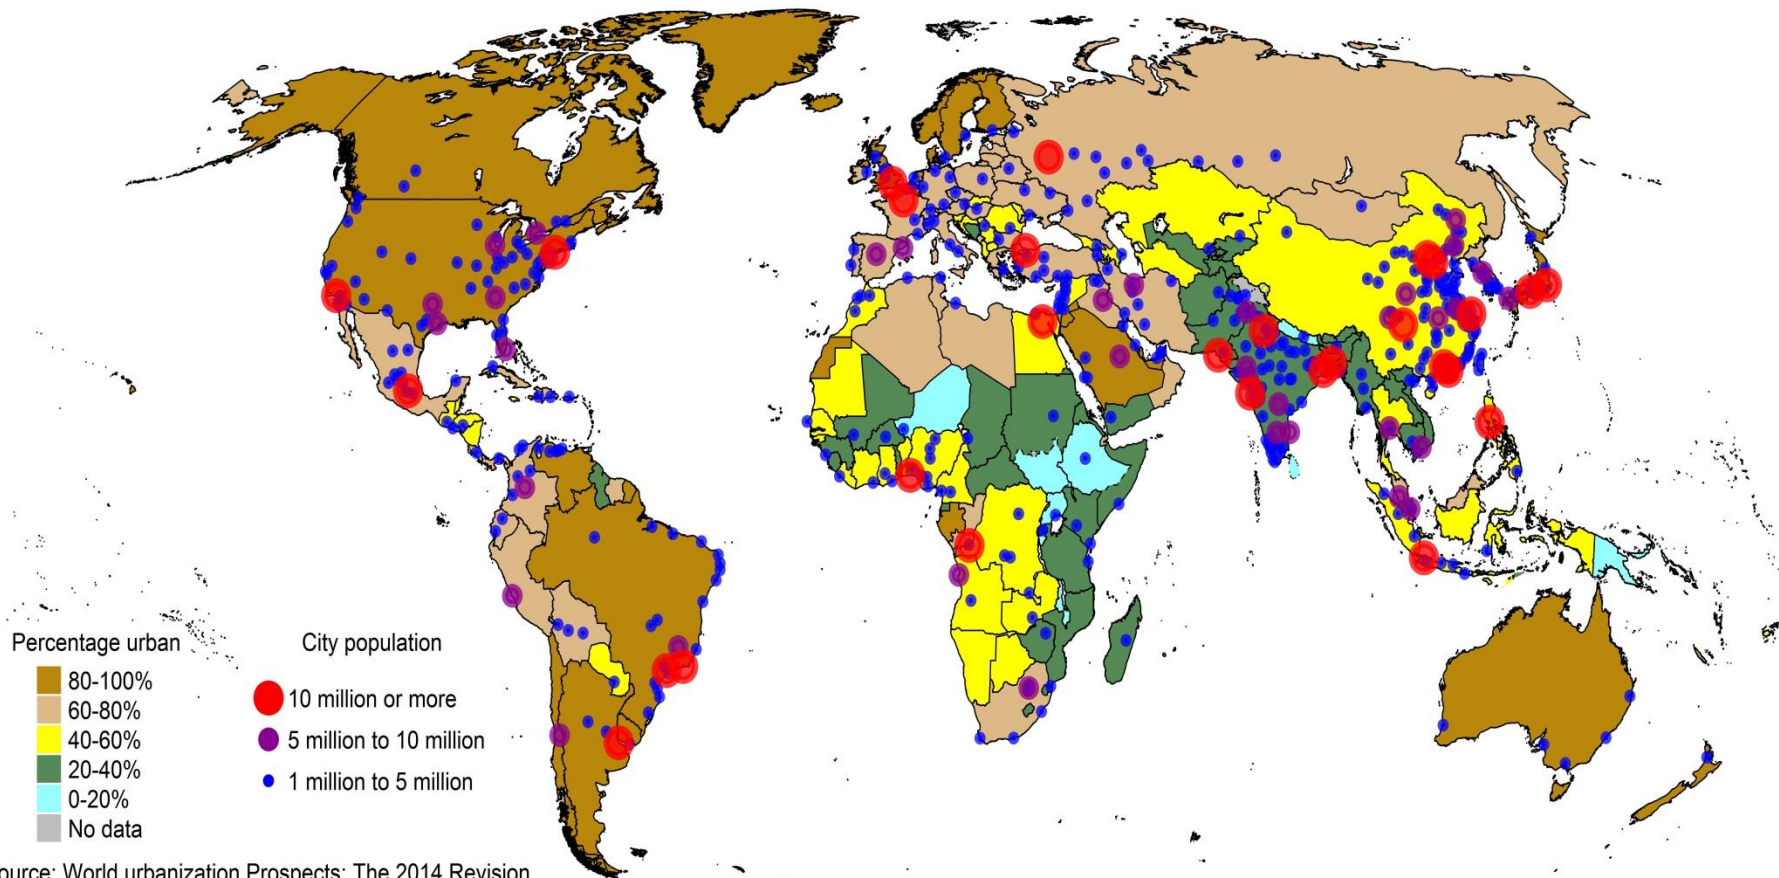 Percentage urban
80-100%
60-80%
40-60%
20-40%
0-20%
No data
City population
10 million or more
5 million to 10 million
1 million to 5 million
ource: World urbanization Prospects: The 2014 Revision